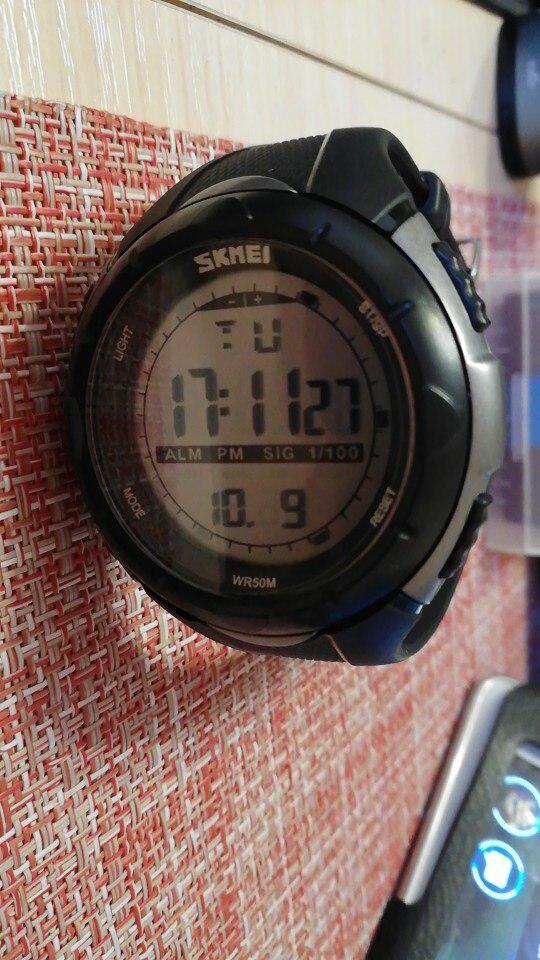 SKMEI
- +
LIGHT
ST/SP
TU
17:11 27
ALM PM SIG 1/100
MODE
10. 9
RESET
WR50M